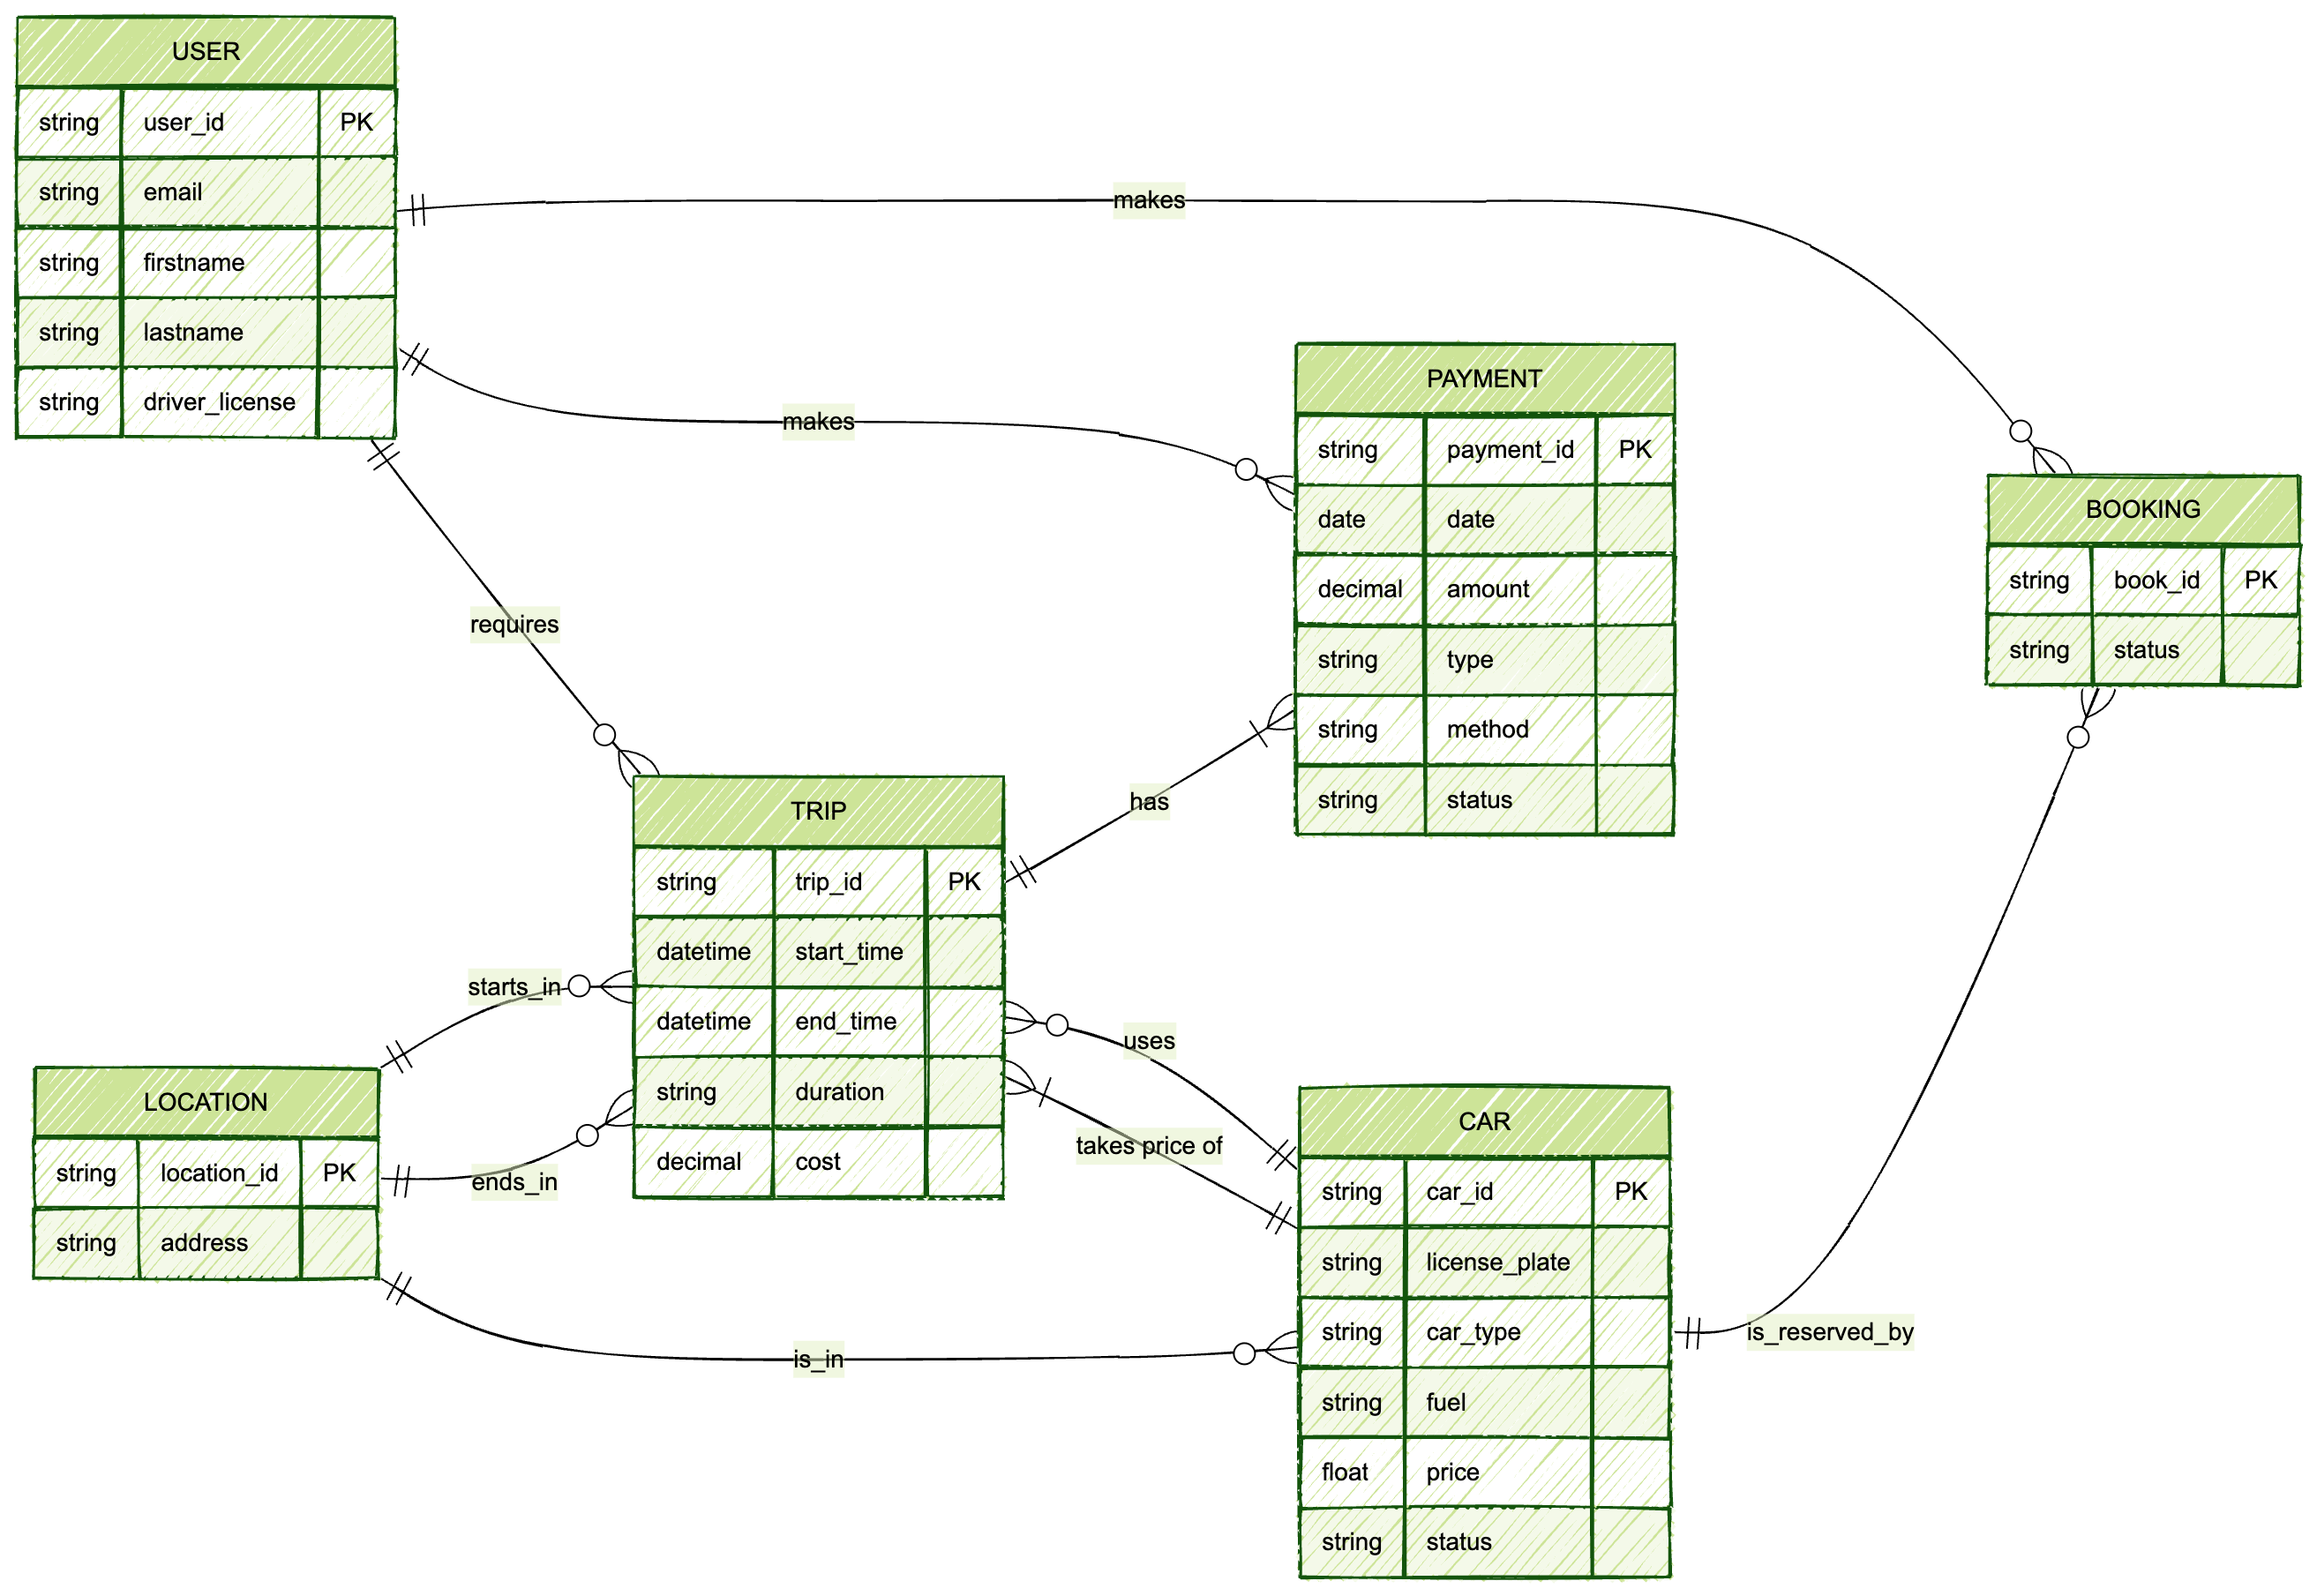 USER
string user_id PK
string email
string firstname
string lastname
string driver_license
makes
makes
requires
PAYMENT
string payment_id PK
date date
decimal amount
string type
string method
string status
BOOKING
string book_id PK
string status
has
TRIP
string trip_id PK
datetime start_time
datetime end_time
string duration
decimal cost
starts_in
ends_in
uses
takes price of
LOCATION
string location_id PK
string address
is_in
is_reserved_by
CAR
string car_id PK
string license_plate
string car_type
string fuel
float price
string status